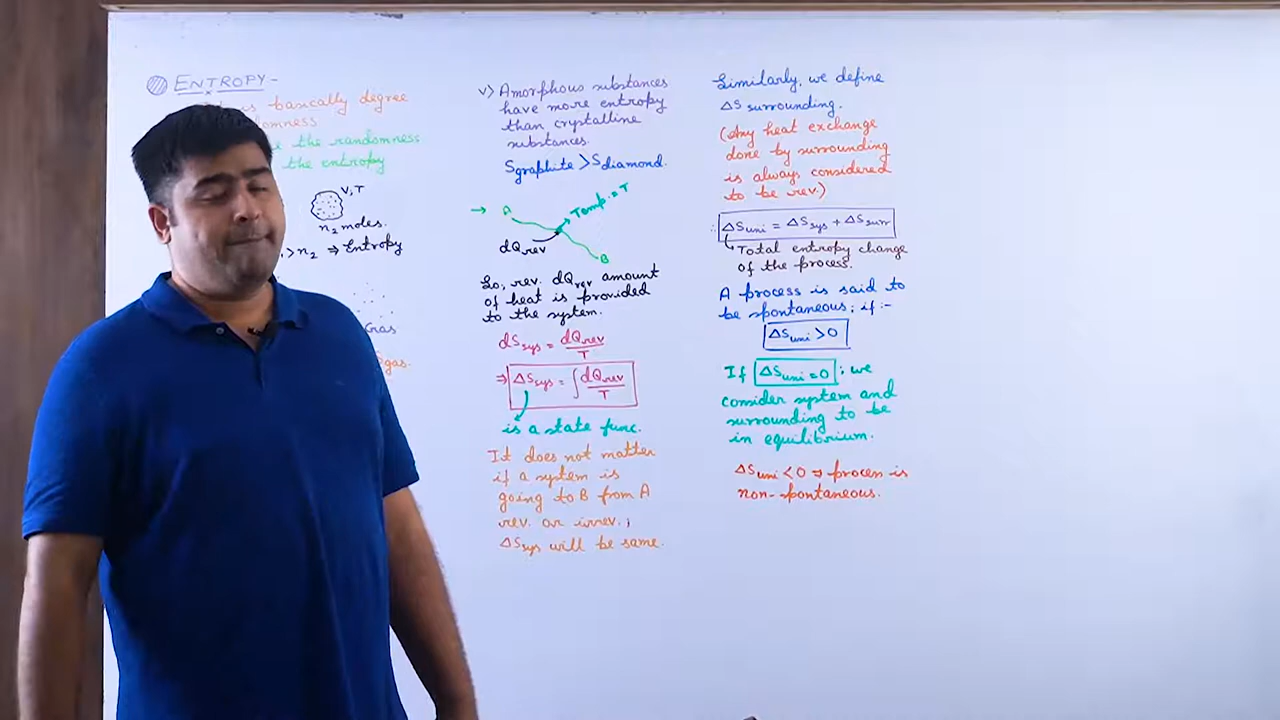 ENTROPY-
is basically degree
the randomness
the entropy
V, T
n₂ moles.
> n₂ ⇒ Entropy
Gas
gas.
v) Amorphous substances
have more entropy
than crystalline
substances.
Sgraphite > Sdiamond.
→ A
Temp. = T
dQrev
B
So, rev. dQrev amount
of heat is provided
to the system.
dSsys = dQrev/T
⇒ ΔSsys = ∫ dQrev/T
is a state func.
It does not matter
if a system is
going to B from A
rev. or irrev.;
ΔSsys will be same.
Similarly, we define
ΔS surrounding.
(Any heat exchange
done by surrounding
is always considered
to be rev.)
∴ ΔSuni = ΔSsys + ΔSsurr
Total entropy change
of the process.
A process is said to
be spontaneous; if :-
ΔSuni > 0
If ΔSuni = 0; we
consider system and
surrounding to be
in equilibrium.
ΔSuni < 0 ⇒ process is
non-spontaneous.